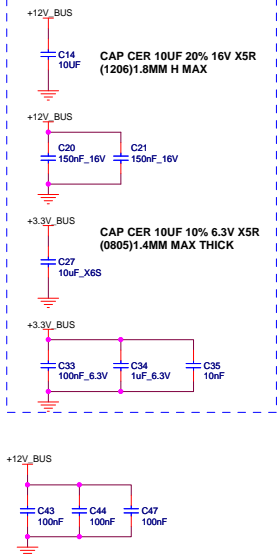 +12V_BUS
C14
10UF
CAP CER 10UF 20% 16V X5R
(1206)1.8MM H MAX
+12V_BUS
C20
150nF_16V
C21
150nF_16V
+3.3V_BUS
C27
10uF_X6S
CAP CER 10UF 10% 6.3V X5R
(0805)1.4MM MAX THICK
+3.3V_BUS
C33
100nF_6.3V
C34
1uF_6.3V
C35
10nF
+12V_BUS
C43
100nF
C44
100nF
C47
100nF